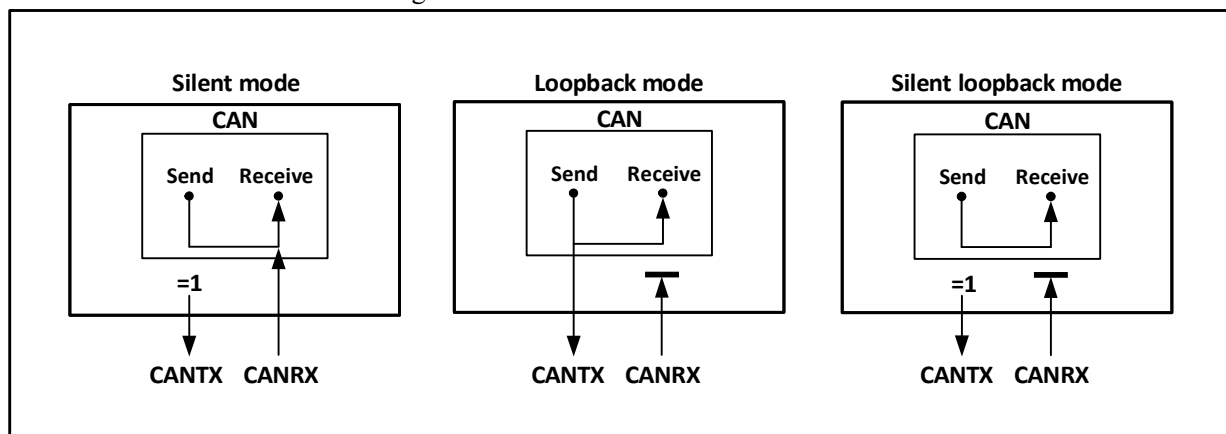 Silent mode
Loopback mode
Silent loopback mode
CAN
CAN
CAN
Send Receive
Send Receive
Send Receive
=1
=1
CANTX CANRX
CANTX CANRX
CANTX CANRX